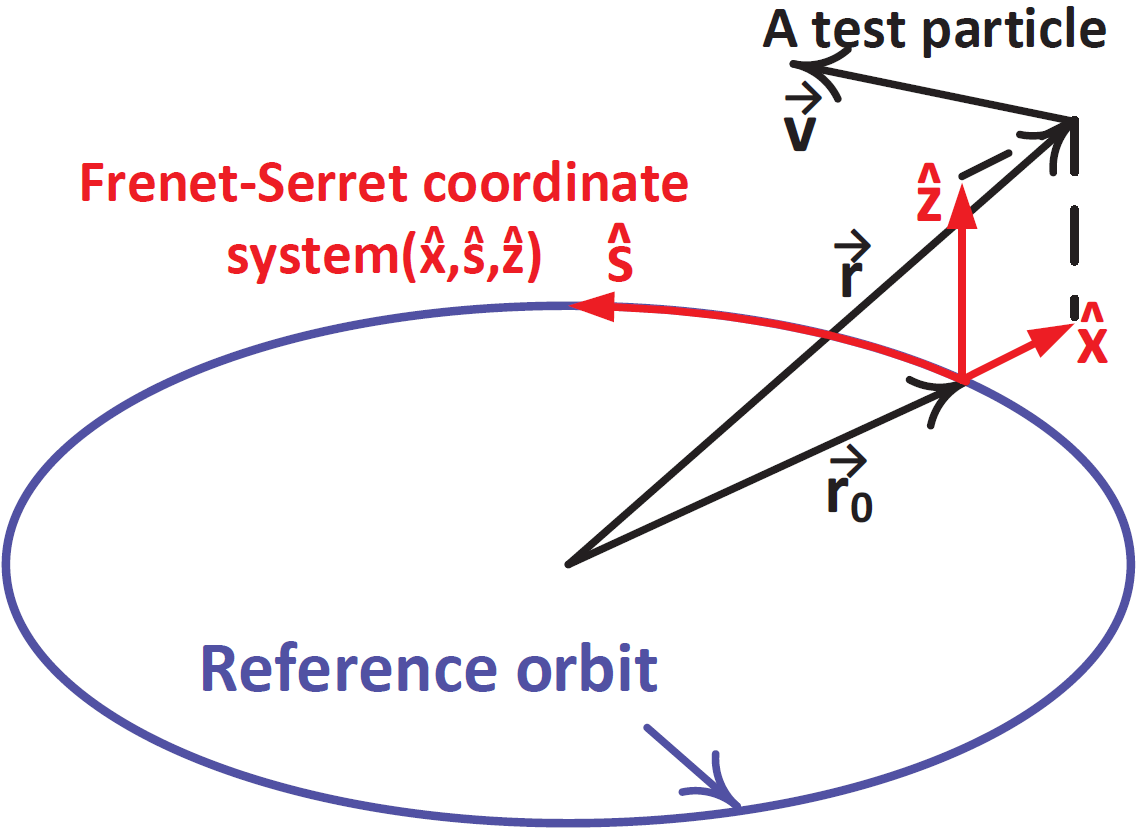 A test particle
v⃗
Frenet-Serret coordinate
system(x̂,ŝ,ẑ)
ŝ
ẑ
r⃗
x̂
r⃗₀
Reference orbit